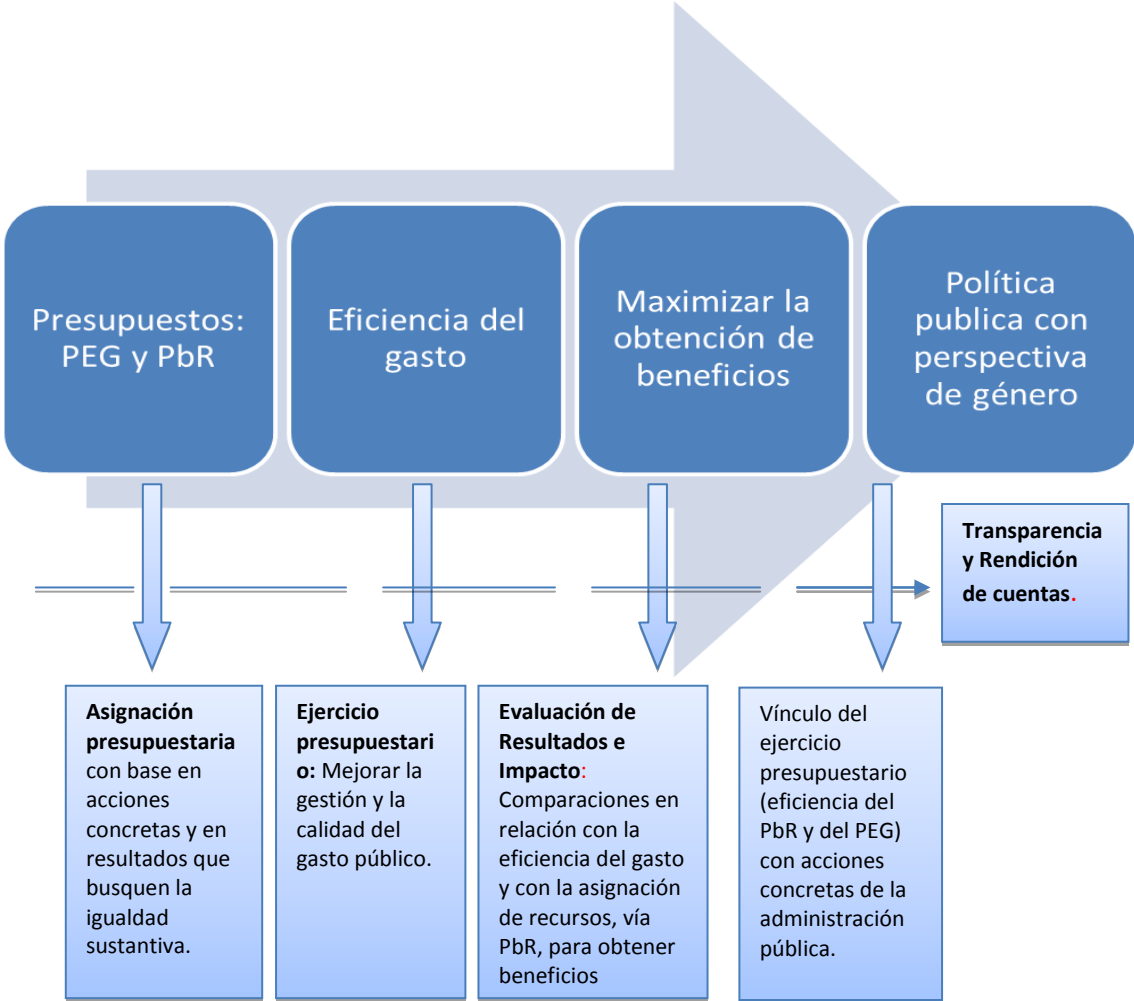 Presupuestos:
PEG y PbR
Eficiencia del
gasto
Maximizar la
obtención de
beneficios
Política
publica con
perspectiva
de género
Transparencia
y Rendición
de cuentas.
Asignación
presupuestaria
con base en
acciones
concretas y en
resultados que
busquen la
igualdad
sustantiva.
Ejercicio
presupuestari
o: Mejorar la
gestión y la
calidad del
gasto público.
Evaluación de
Resultados e
Impacto:
Comparaciones en
relación con la
eficiencia del gasto
y con la asignación
de recursos, vía
PbR, para obtener
beneficios
Vínculo del
ejercicio
presupuestario
(eficiencia del
PbR y del PEG)
con acciones
concretas de la
administración
pública.